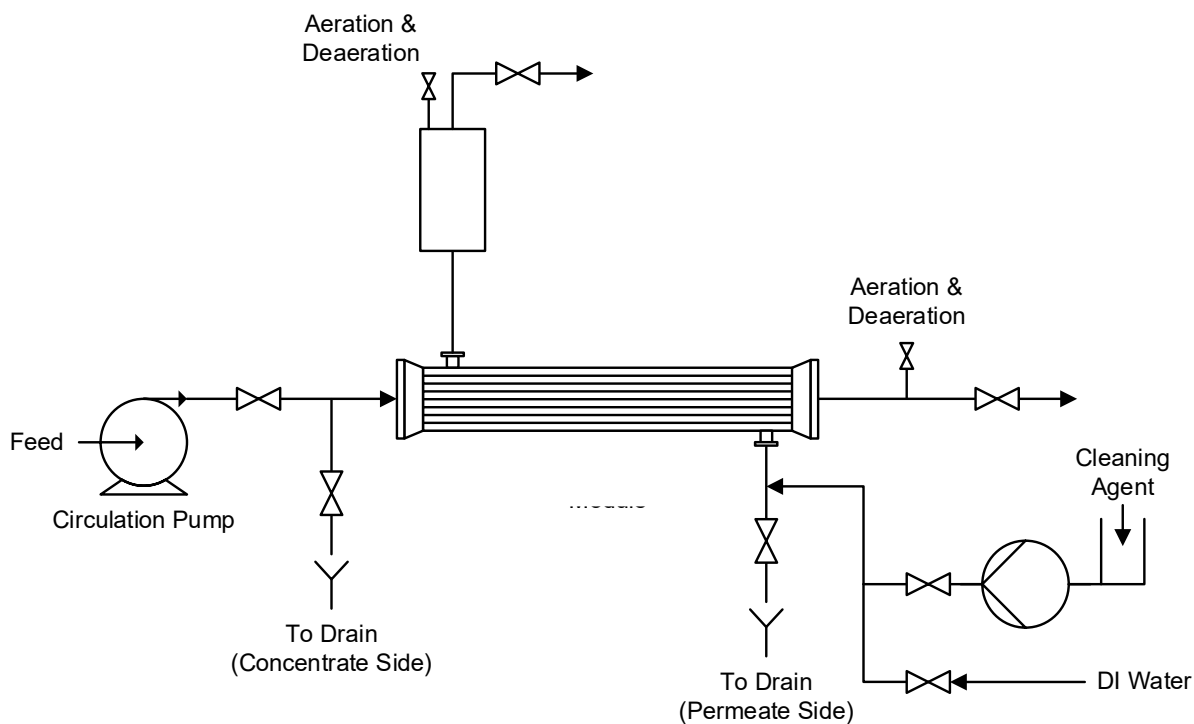 Aeration &
Deaeration
Aeration &
Deaeration
Feed
Circulation Pump
Cleaning
Agent
To Drain
(Concentrate Side)
To Drain
(Permeate Side)
DI Water